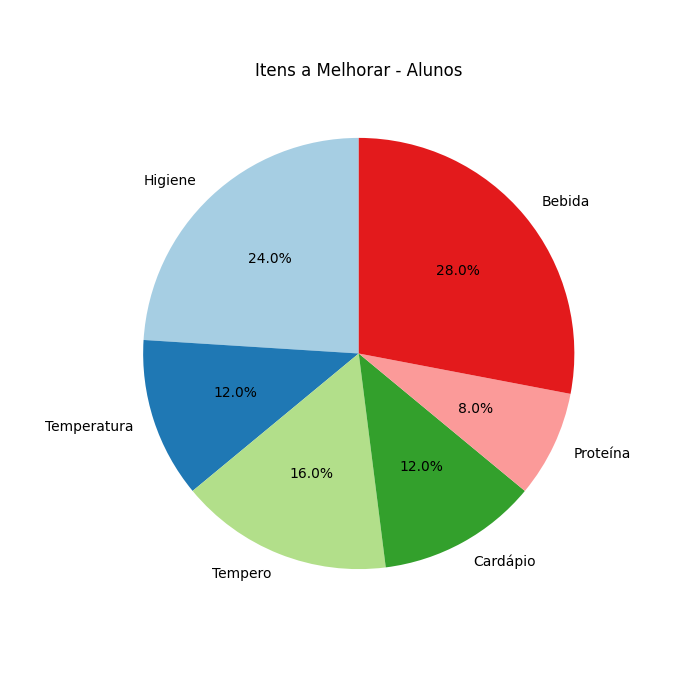 Itens a Melhorar - Alunos
Higiene
24.0%
Temperatura
12.0%
Tempero
16.0%
Cardápio
12.0%
Proteína
8.0%
Bebida
28.0%